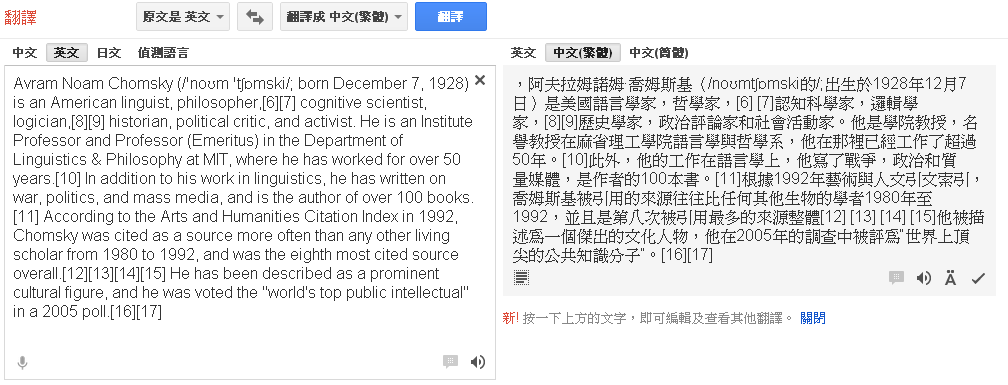 翻譯
原文是 英文
翻譯成 中文(繁體)
翻譯
中文 英文 日文 偵測語言
Avram Noam Chomsky (/ˈnoʊm ˈtʃɒmski/; born December 7, 1928)
is an American linguist, philosopher,[6][7] cognitive scientist,
logician,[8][9] historian, political critic, and activist. He is an Institute
Professor and Professor (Emeritus) in the Department of
Linguistics & Philosophy at MIT, where he has worked for over 50
years.[10] In addition to his work in linguistics, he has written on
war, politics, and mass media, and is the author of over 100 books.
[11] According to the Arts and Humanities Citation Index in 1992,
Chomsky was cited as a source more often than any other living
scholar from 1980 to 1992, and was the eighth most cited source
overall.[12][13][14][15] He has been described as a prominent
cultural figure, and he was voted the "world's top public intellectual"
in a 2005 poll.[16][17]
英文 中文(繁體) 中文(简體)
，阿夫拉姆諾姆·喬姆斯基（/noʊmtʃɒmski的/;出生於1928年12月7
日）是美國語言學家，哲學家，[6] [7]認知科學家，邏輯學
家，[8][9]歷史學家，政治評論家和社會活動家。他是學院教授，名
譽教授在麻省理工學院語言學與哲學系，他在那裡已經工作了超過
50年。[10]此外，他的工作在語言學上，他寫了戰爭，政治和質
量媒體，是作者的100本書。[11]根據1992年藝術與人文引文索引，
喬姆斯基被引用的來源往往比任何其他生物的學者1980年至
1992，並且是第八次被引用最多的來源整體[12] [13] [14] [15]他被描
述為一個傑出的文化人物，他在2005年的調查中被評為“世界上頂
尖的公共知識分子”。[16][17]
Ä
新! 按一下上方的文字，即可編輯及查看其他翻譯。 關閉